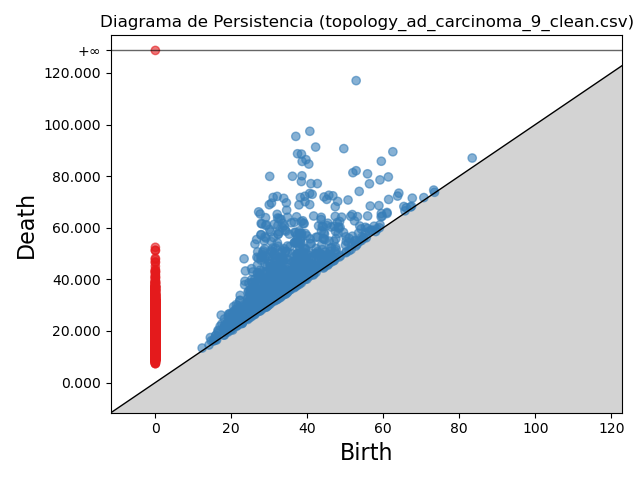 Diagrama de Persistencia (topology_ad_carcinoma_9_clean.csv)
+∞
120.000
100.000
80.000
60.000
40.000
20.000
0.000
Death
0 20 40 60 80 100 120
Birth